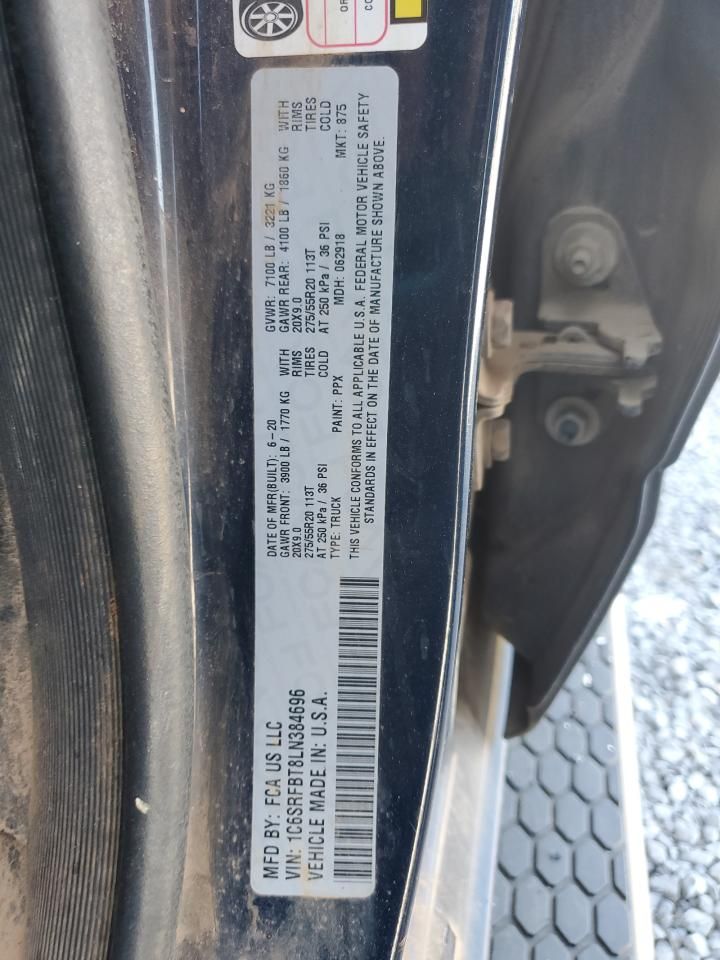 OR
CO
MFD BY: FCA US LLC
VIN: 1C6SRFBT8LN384696
VEHICLE MADE IN: U.S.A.
DATE OF MFR(BUILT): 6-20
GVWR: 7100 LB / 3221 KG
GAWR FRONT: 3900 LB / 1770 KG WITH
GAWR REAR: 4100 LB / 1860 KG WITH
20X9.0 RIMS
20X9.0 RIMS
275/55R20 113T TIRES
275/55R20 113T TIRES
AT 250 kPa / 36 PSI COLD
AT 250 kPa / 36 PSI COLD
TYPE: TRUCK PAINT: PPX MDH: 062918 MKT: 875
THIS VEHICLE CONFORMS TO ALL APPLICABLE U.S.A. FEDERAL MOTOR VEHICLE SAFETY
STANDARDS IN EFFECT ON THE DATE OF MANUFACTURE SHOWN ABOVE.